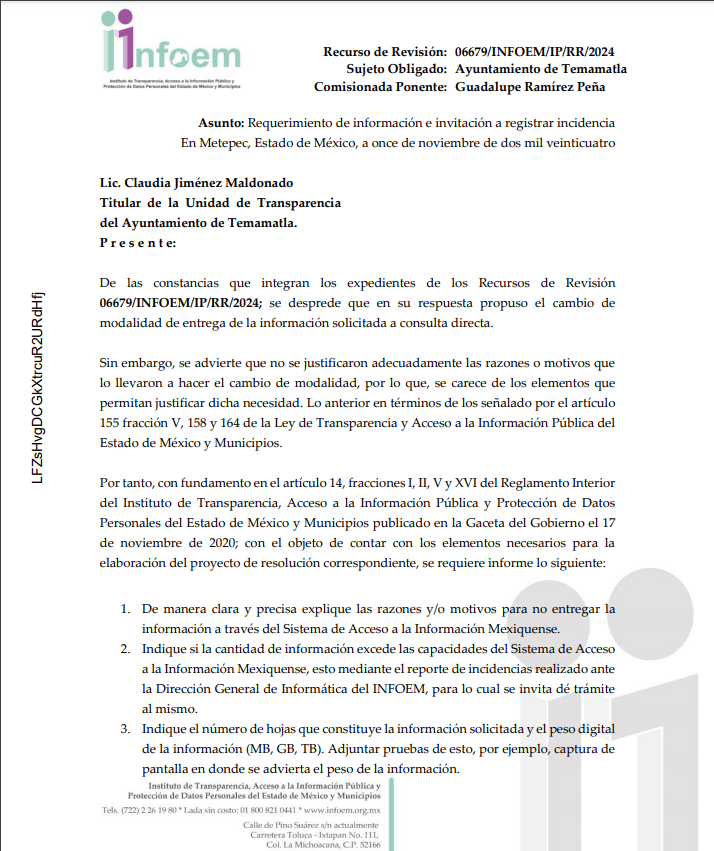 infoem
Instituto de Transparencia, Acceso a la Información Pública y
Protección de Datos Personales del Estado de México y Municipios
Recurso de Revisión: 06679/INFOEM/IP/RR/2024
Sujeto Obligado: Ayuntamiento de Temamatla
Comisionada Ponente: Guadalupe Ramírez Peña
Asunto: Requerimiento de información e invitación a registrar incidencia
En Metepec, Estado de México, a once de noviembre de dos mil veinticuatro
Lic. Claudia Jiménez Maldonado
Titular de la Unidad de Transparencia
del Ayuntamiento de Temamatla.
P r e s e n t e:
De las constancias que integran los expedientes de los Recursos de Revisión
06679/INFOEM/IP/RR/2024; se desprede que en su respuesta propuso el cambio de
modalidad de entrega de la información solicitada a consulta directa.
Sin embargo, se advierte que no se justificaron adecuadamente las razones o motivos que
lo llevaron a hacer el cambio de modalidad, por lo que, se carece de los elementos que
permitan justificar dicha necesidad. Lo anterior en términos de los señalado por el artículo
155 fracción V, 158 y 164 de la Ley de Transparencia y Acceso a la Información Pública del
Estado de México y Municipios.
Por tanto, con fundamento en el artículo 14, fracciones I, II, V y XVI del Reglamento Interior
del Instituto de Transparencia, Acceso a la Información Pública y Protección de Datos
Personales del Estado de México y Municipios publicado en la Gaceta del Gobierno el 17
de noviembre de 2020; con el objeto de contar con los elementos necesarios para la
elaboración del proyecto de resolución correspondiente, se requiere informe lo siguiente:
1. De manera clara y precisa explique las razones y/o motivos para no entregar la
información a través del Sistema de Acceso a la Información Mexiquense.
2. Indique si la cantidad de información excede las capacidades del Sistema de Acceso
a la Información Mexiquense, esto mediante el reporte de incidencias realizado ante
la Dirección General de Informática del INFOEM, para lo cual se invita dé trámite
al mismo.
3. Indique el número de hojas que constituye la información solicitada y el peso digital
de la información (MB, GB, TB). Adjuntar pruebas de esto, por ejemplo, captura de
pantalla en donde se advierta el peso de la información.
Instituto de Transparencia, Acceso a la Información Pública y
Protección de Datos Personales del Estado de México y Municipios
Tels. (722) 2 26 19 80 * Lada sin costo: 01 800 821 0441 * www.infoem.org.mx
Calle de Pino Suárez s/n actualmente
Carretera Toluca - Ixtapan No. 111,
Col. La Michoacana, C.P. 52166
LFZsHvgDCGkXtrcuR2URdHfj